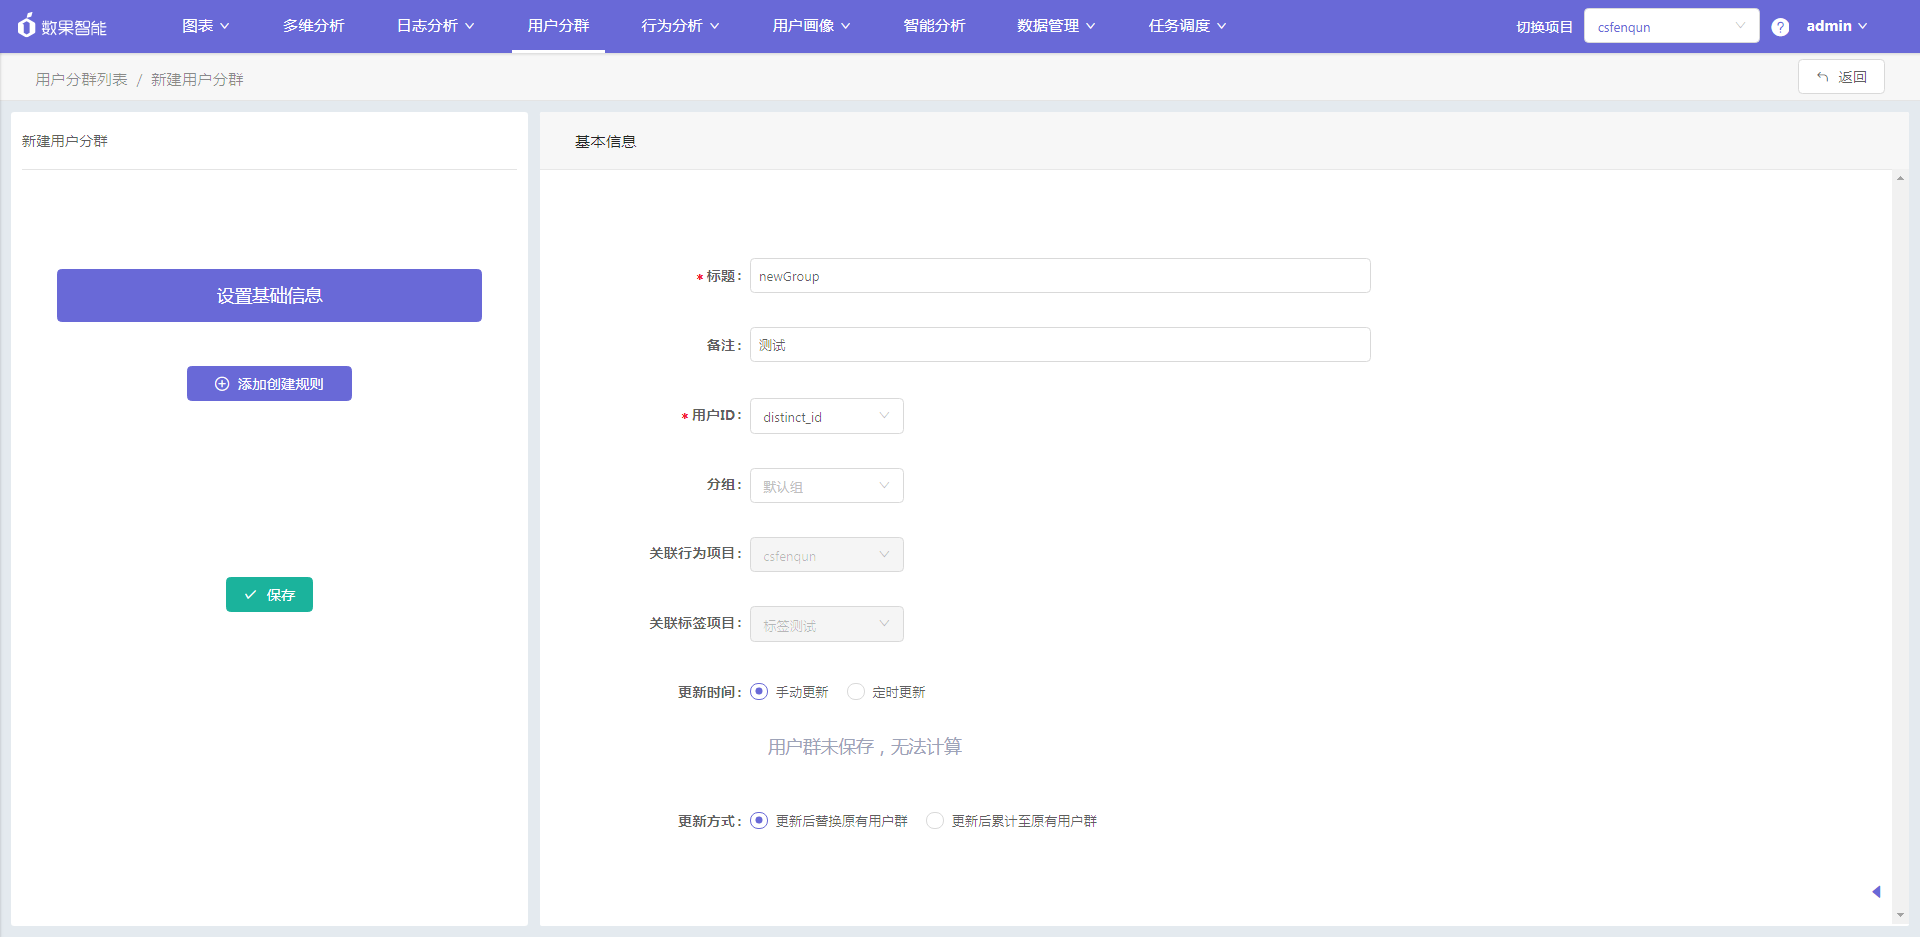 数果智能 图表 多维分析 日志分析 用户分群 行为分析 用户画像 智能分析 数据管理 任务调度 切换项目 csfenqun ? admin
用户分群列表 / 新建用户分群 返回
新建用户分群
基本信息
设置基础信息
添加创建规则
保存
*标题: newGroup
备注: 测试
*用户ID: distinct_id
分组: 默认组
关联行为项目: csfenqun
关联标签项目: 标签测试
更新时间: 手动更新 定时更新
用户群未保存，无法计算
更新方式: 更新后替换原有用户群 更新后累计至原有用户群